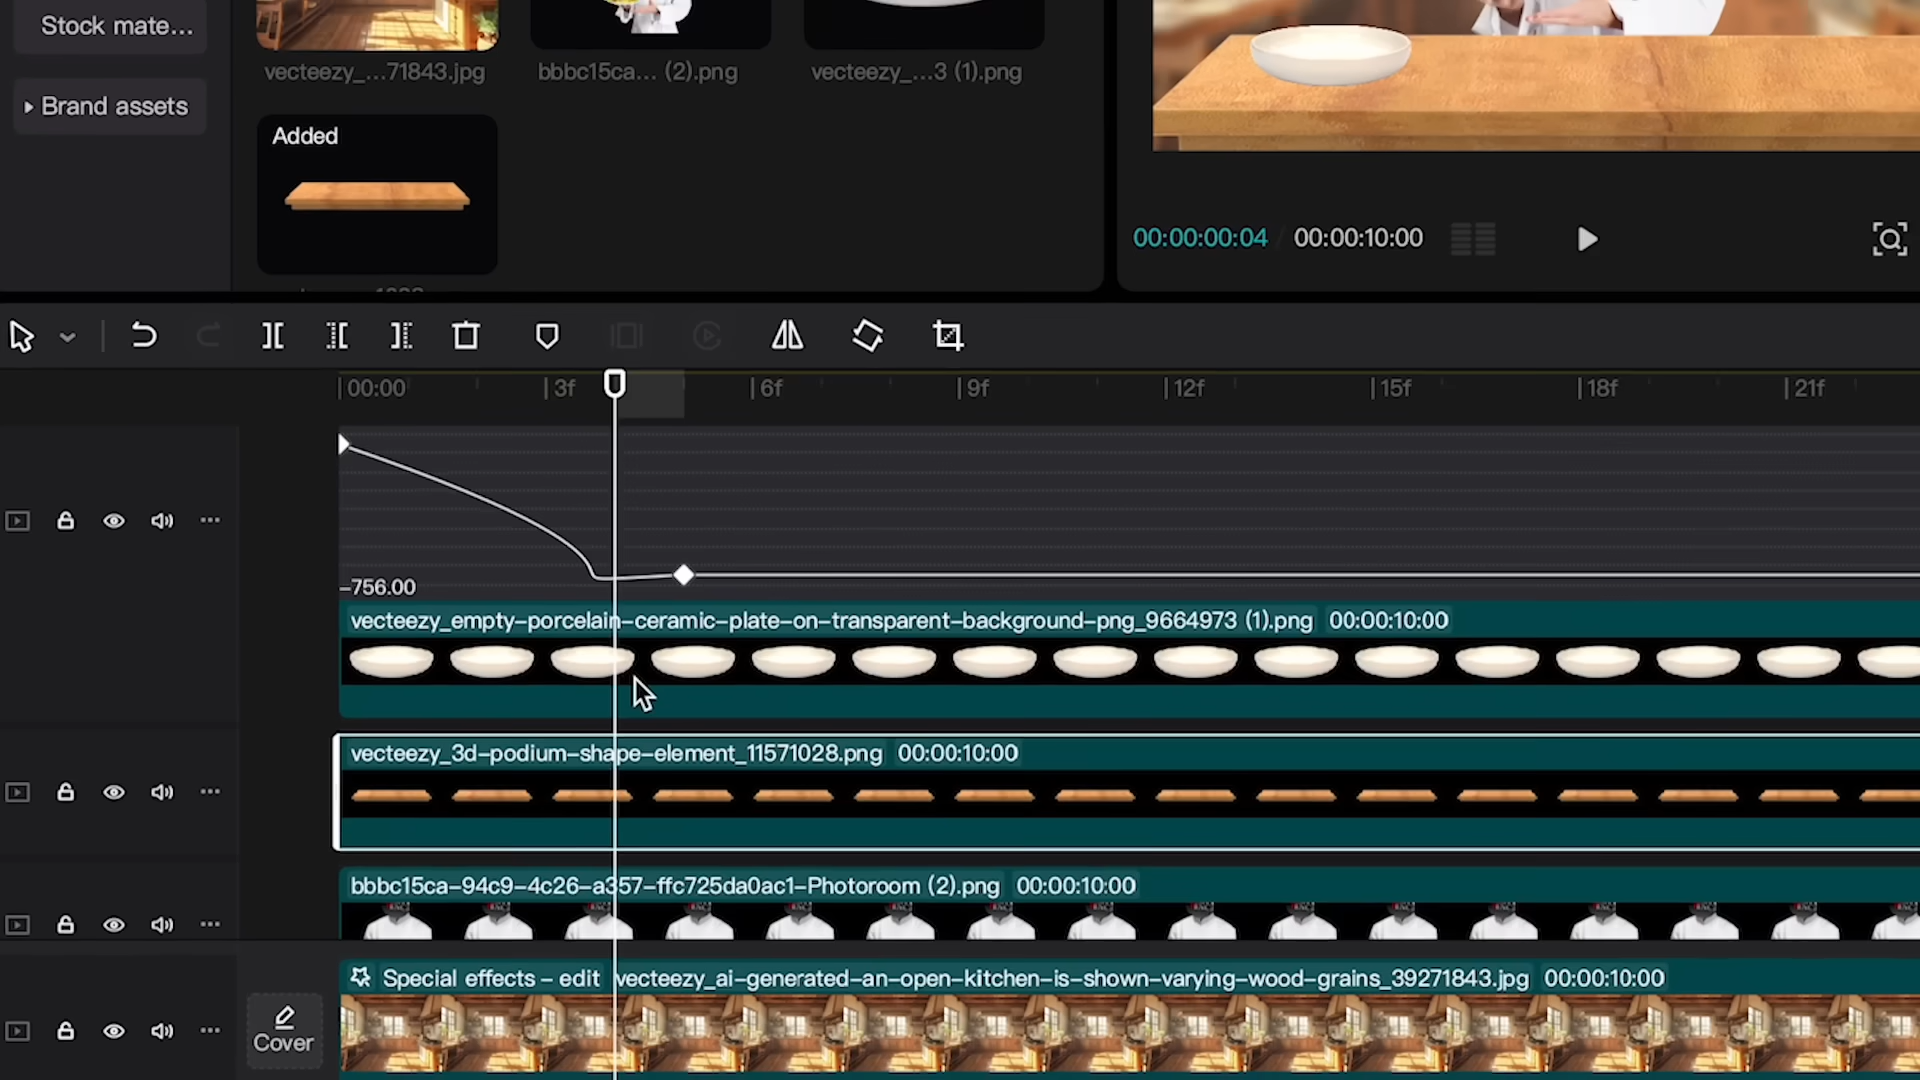 Stock mate...
Brand assets
vecteezy_...71843.jpg
bbbc15ca... (2).png
vecteezy_...3 (1).png
Added
00:00:00:04
00:00:10:00
00:00
3f
6f
9f
12f
15f
18f
21f
-756.00
vecteezy_empty-porcelain-ceramic-plate-on-transparent-background-png_9664973 (1).png 00:00:10:00
vecteezy_3d-podium-shape-element_11571028.png 00:00:10:00
bbbc15ca-94c9-4c26-a357-ffc725da0ac1-Photoroom (2).png 00:00:10:00
Special effects – edit vecteezy_ai-generated-an-open-kitchen-is-shown-varying-wood-grains_39271843.jpg 00:00:10:00
Cover